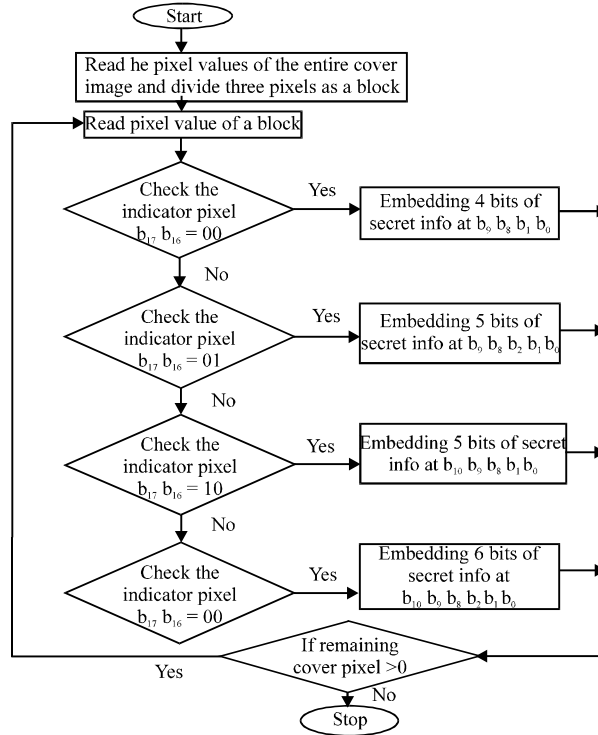 Start
Read he pixel values of the entire cover
image and divide three pixels as a block
Read pixel value of a block
Check the
indicator pixel
b₁₇ b₁₆ = 00
Yes
Embedding 4 bits of
secret info at b₉ b₈ b₁ b₀
No
Check the
indicator pixel
b₁₇ b₁₆ = 01
Yes
Embedding 5 bits of
secret info at b₉ b₈ b₂ b₁ b₀
No
Check the
indicator pixel
b₁₇ b₁₆ = 10
Yes
Embedding 5 bits of secret
info at b₁₀ b₉ b₈ b₁ b₀
No
Check the
indicator pixel
b₁₇ b₁₆ = 00
Yes
Embedding 6 bits of
secret info at
b₁₀ b₉ b₈ b₂ b₁ b₀
If remaining
cover pixel >0
Yes
No
Stop